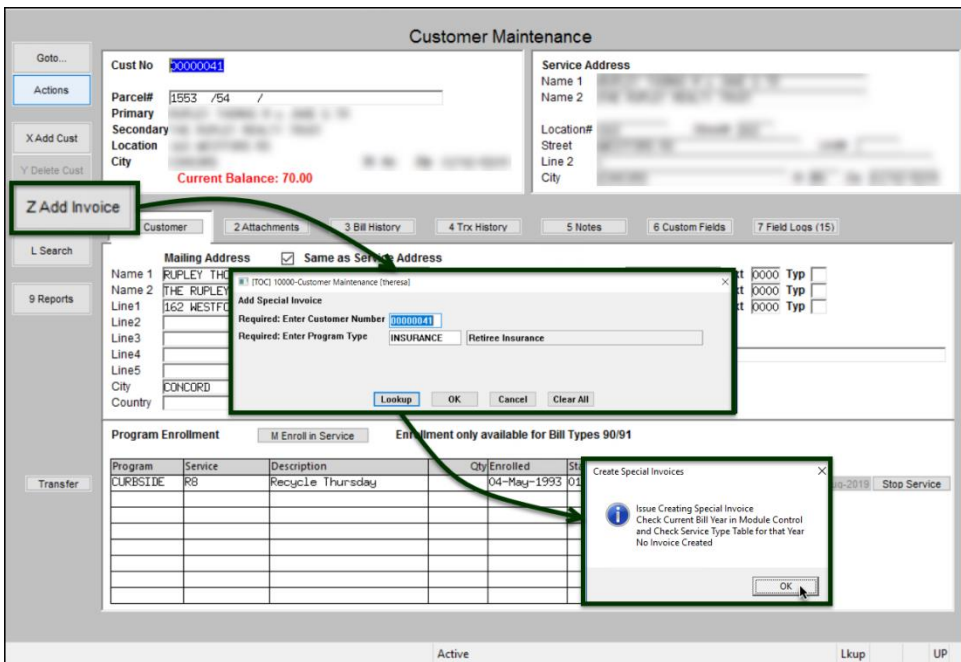 Customer Maintenance
Goto...
Actions
X Add Cust
Y Delete Cust
Z Add Invoice
L Search
9 Reports
Transfer
Cust No 00000041
Parcel# 1553 /54 /
Primary
Secondary
Location
City
Current Balance: 70.00
Service Address
Name 1
Name 2
Location#
Street
Line 2
City
Customer 2 Attachments 3 Bill History 4 Trx History 5 Notes 6 Custom Fields 7 Field Logs (15)
Mailing Address Same as Service Address
Name 1 RUPLEY THO 0000 Typ
Name 2 THE RUPLEY 0000 Typ
Line1 162 WESTFO 0000 Typ
Line2
Line3
Line4
Line5
City CONCORD
Country
[TOC] 10000-Customer Maintenance [theresa]
Add Special Invoice
Required: Enter Customer Number 00000041
Required: Enter Program Type INSURANCE Retiree Insurance
Lookup OK Cancel Clear All
Program Enrollment M Enroll in Service Enrollment only available for Bill Types 90/91
Program Service Description Qty Enrolled Sta
CURBSIDE R8 Recycle Thursday 04-May-1993 01 -2019 Stop Service
Create Special Invoices
Issue Creating Special Invoice
Check Current Bill Year in Module Control
and Check Service Type Table for that Year
No Invoice Created
OK
Active Lkup UP